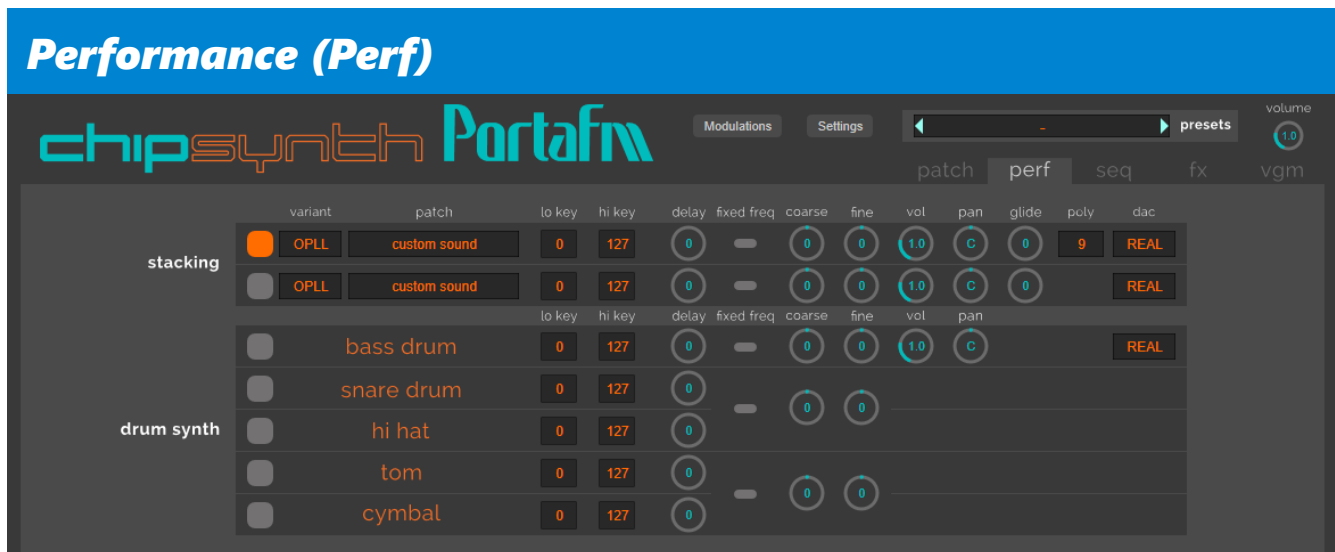 Performance (Perf)
chipsynth Portafm Modulations Settings - presets volume 1.0
patch perf seq fx vgm
variant patch lo key hi key delay fixed freq coarse fine vol pan glide poly dac
OPLL custom sound 0 127 0 0 0 1.0 C 0 9 REAL
stacking
OPLL custom sound 0 127 0 0 0 1.0 C 0 REAL
lo key hi key delay fixed freq coarse fine vol pan
bass drum 0 127 0 0 0 1.0 C REAL
snare drum 0 127 0
0 0
drum synth hi hat 0 127 0
tom 0 127 0
0 0
cymbal 0 127 0